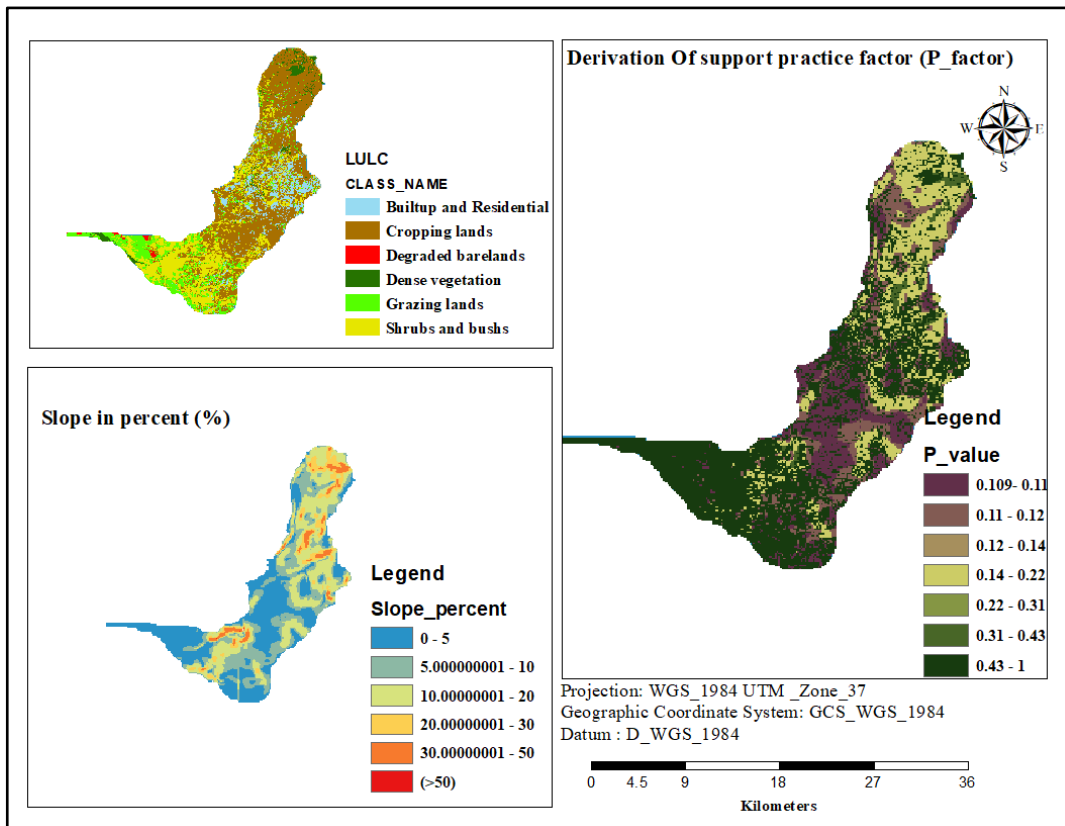 LULC
CLASS_NAME
Builtup and Residential
Cropping lands
Degraded barelands
Dense vegetation
Grazing lands
Shrubs and bushs
Slope in percent (%)
Legend
Slope_percent
0 - 5
5.000000001 - 10
10.00000001 - 20
20.00000001 - 30
30.00000001 - 50
(>50)
Derivation Of support practice factor (P_factor)
N
W E
S
Legend
P_value
0.109- 0.11
0.11 - 0.12
0.12 - 0.14
0.14 - 0.22
0.22 - 0.31
0.31 - 0.43
0.43 - 1
Projection: WGS_1984 UTM _Zone_37
Geographic Coordinate System: GCS_WGS_1984
Datum : D_WGS_1984
0 4.5 9 18 27 36
Kilometers